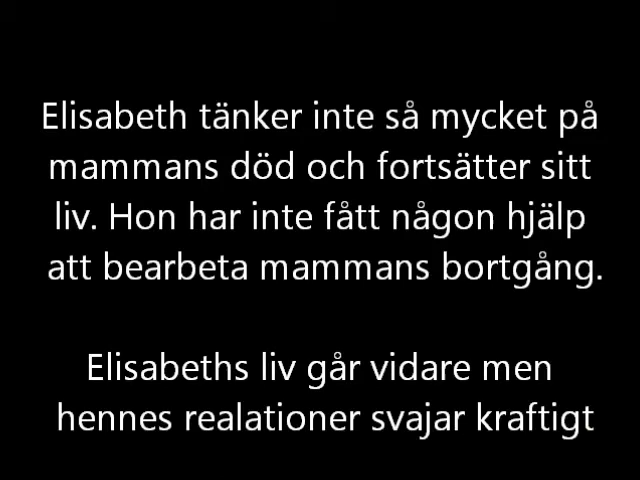 Elisabeth tänker inte så mycket på
mammans död och fortsätter sitt
liv. Hon har inte fått någon hjälp
att bearbeta mammans bortgång.
Elisabeths liv går vidare men
hennes realationer svajar kraftigt